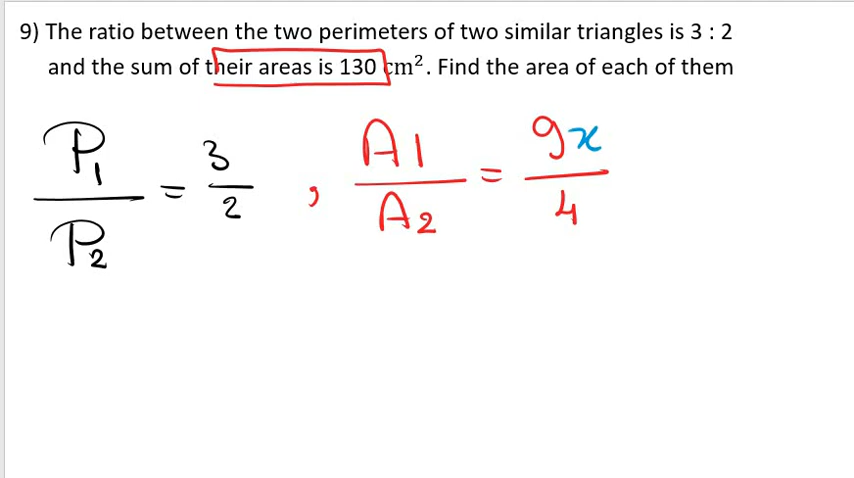 9) The ratio between the two perimeters of two similar triangles is 3 : 2
and the sum of their areas is 130 cm². Find the area of each of them
P₁/P₂ = 3/2 , A1/A2 = 9x/4